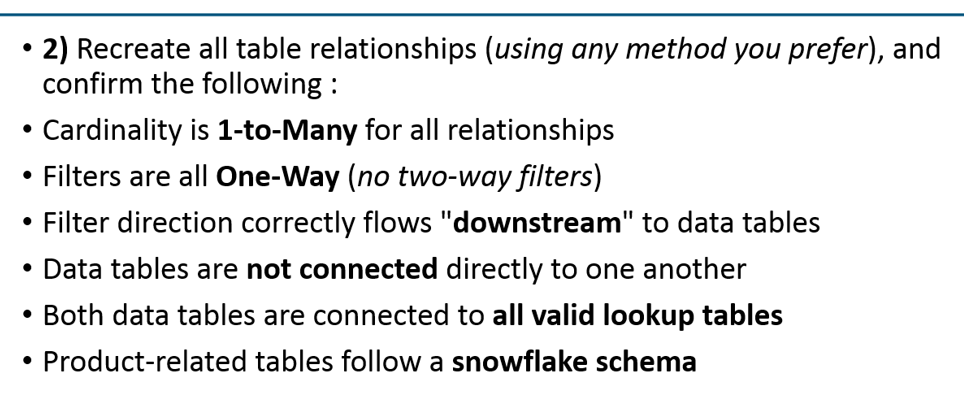 • 2) Recreate all table relationships (using any method you prefer), and
confirm the following :
• Cardinality is 1-to-Many for all relationships
• Filters are all One-Way (no two-way filters)
• Filter direction correctly flows "downstream" to data tables
• Data tables are not connected directly to one another
• Both data tables are connected to all valid lookup tables
• Product-related tables follow a snowflake schema